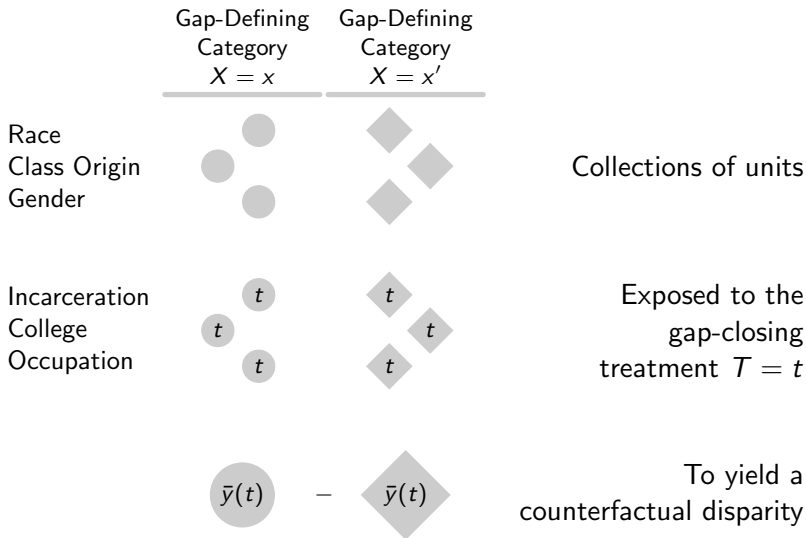 Gap-Defining Category X = x
Gap-Defining Category X = x′
Race
Class Origin
Gender
Collections of units
Incarceration
College
Occupation
t
t
t
t
t
t
Exposed to the
gap-closing
treatment T = t
ȳ(t) − ȳ(t)
To yield a
counterfactual disparity